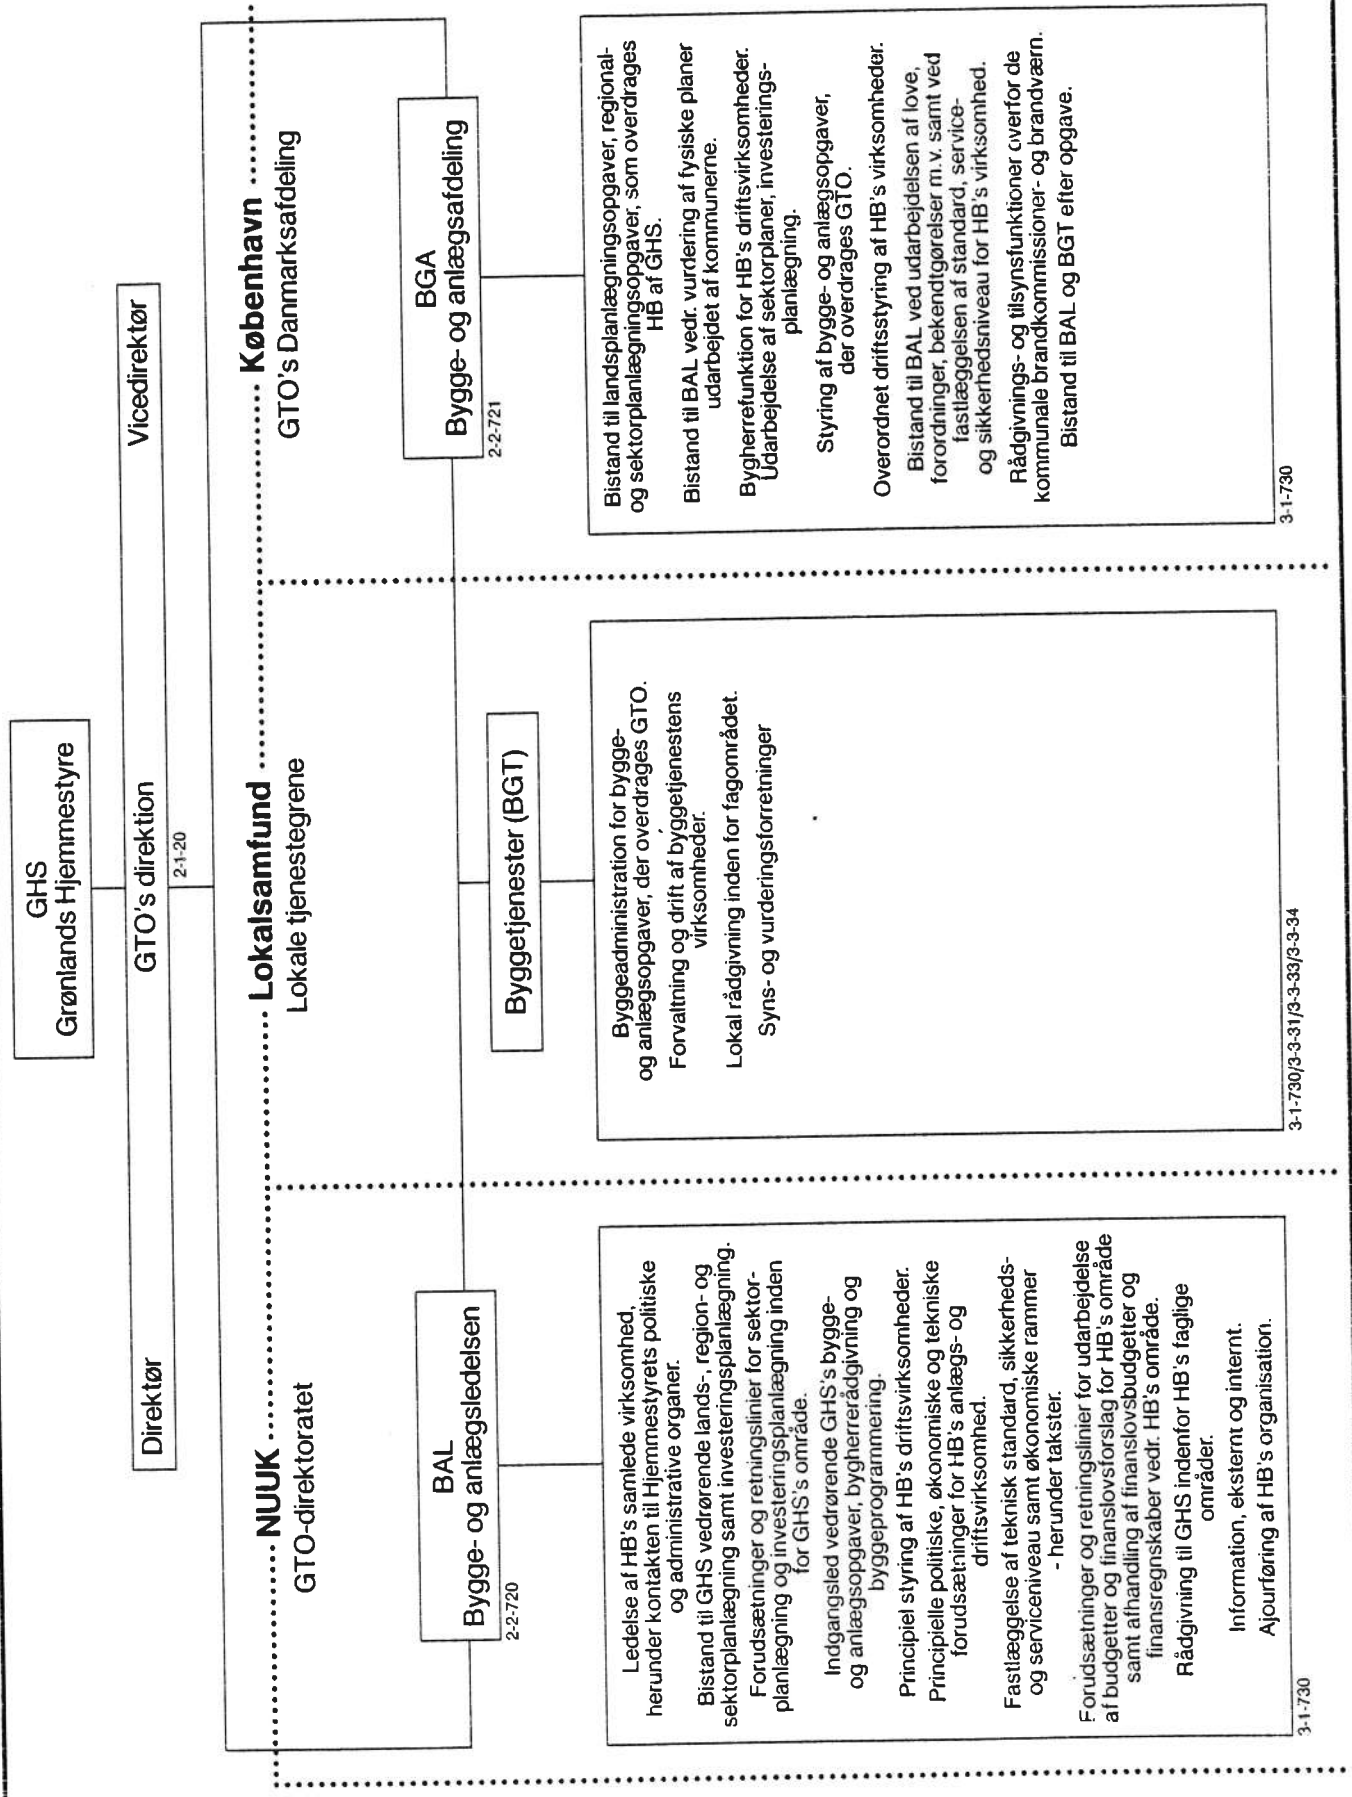 GHS
Grønlands Hjemmestyre
Direktør
GTO's direktion
Vicedirektør
2-1-20
NUUK
Lokalsamfund
København
GTO-direktoratet
Lokale tjenestegrene
GTO's Danmarksafdeling
BAL
Bygge- og anlægsledelsen
2-2-720
Ledelse af HB's samlede virksomhed,
herunder kontakten til Hjemmestyrets politiske
og administrative organer.
Bistand til GHS vedrørende lands-, region- og
sektorplanlægning samt investeringsplanlægning.
Forudsætninger og retningslinier for sektor-
planlægning og investeringsplanlægning inden
for GHS's område.
Indgangsled vedrørende GHS's bygge-
og anlægsopgaver, bygherrerådgivning og
byggeprogrammering.
Principiel styring af HB's driftsvirksomheder.
Principielle politiske, økonomiske og tekniske
forudsætninger for HB's anlægs- og
driftsvirksomhed.
Fastlæggelse af teknisk standard, sikkerheds-
og serviceniveau samt økonomiske rammer
- herunder takster.
Forudsætninger og retningslinier for udarbejdelse
af budgetter og finanslovsforslag for HB's område
samt afhandling af finanslovsbudgetter og
finansregnskaber vedr. HB's område.
Rådgivning til GHS indenfor HB's faglige
områder.
Information, eksternt og internt.
Ajourføring af HB's organisation.
3-1-730
Byggetjenester (BGT)
Byggeadministration for bygge-
og anlægsopgaver, der overdrages GTO.
Forvaltning og drift af byggetjenestens
virksomheder.
Lokal rådgivning inden for fagområdet.
Syns- og vurderingsforretninger
3-1-730/3-3-31/3-3-33/3-3-34
BGA
Bygge- og anlægsafdeling
2-2-721
Bistand til landsplanlægningsopgaver, regional-
og sektorplanlægningsopgaver, som overdrages
HB af GHS.
Bistand til BAL vedr. vurdering af fysiske planer
udarbejdet af kommunerne.
Bygherrefunktion for HB's driftsvirksomheder.
Udarbejdelse af sektorplaner, investerings-
planlægning.
Styring af bygge- og anlægsopgaver,
der overdrages GTO.
Overordnet driftsstyring af HB's virksomheder.
Bistand til BAL ved udarbejdelsen af love,
forordninger, bekendtgørelser m.v. samt ved
fastlæggelsen af standard, service-
og sikkerhedsniveau for HB's virksomhed.
Rådgivnings- og tilsynsfunktioner overfor de
kommunale brandkommissioner- og brandværn.
Bistand til BAL og BGT efter opgave.
3-1-730